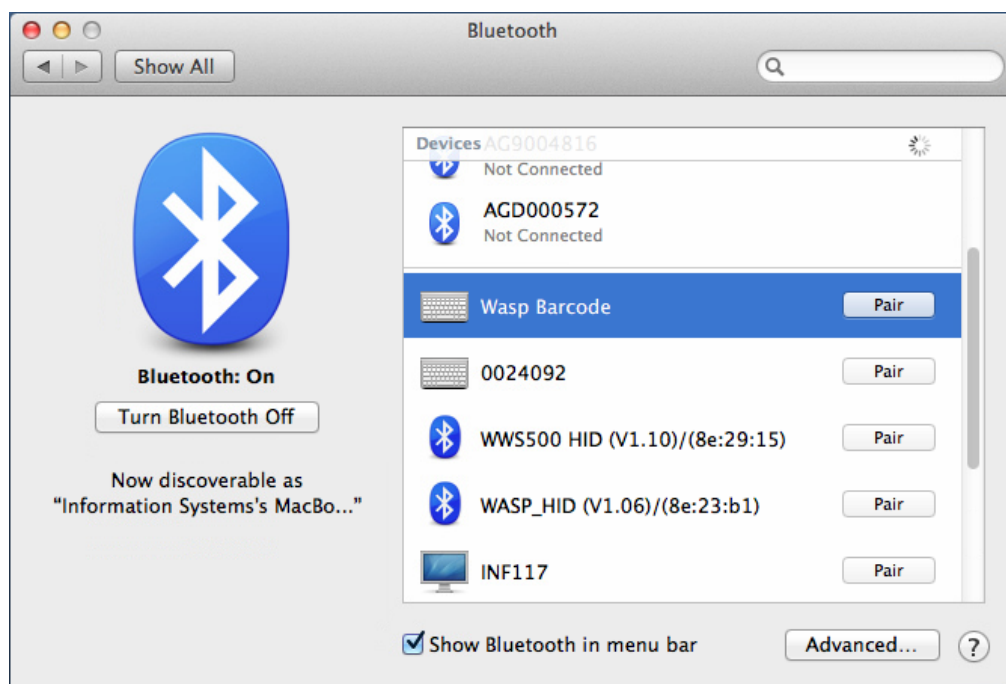 Bluetooth
Show All
Devices
AG9004816
Not Connected
AGD000572
Not Connected
Wasp Barcode
Pair
0024092
Pair
WWS500 HID (V1.10)/(8e:29:15)
Pair
WASP_HID (V1.06)/(8e:23:b1)
Pair
INF117
Pair
Bluetooth: On
Turn Bluetooth Off
Now discoverable as
“Information Systems's MacBo...”
Show Bluetooth in menu bar
Advanced...
?